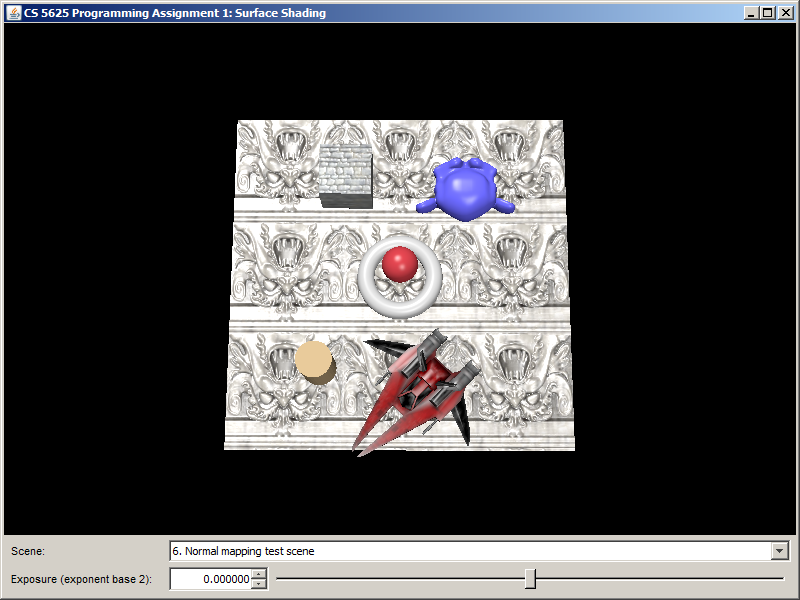 CS 5625 Programming Assignment 1: Surface Shading
Scene:
6. Normal mapping test scene
Exposure (exponent base 2):
0.000000